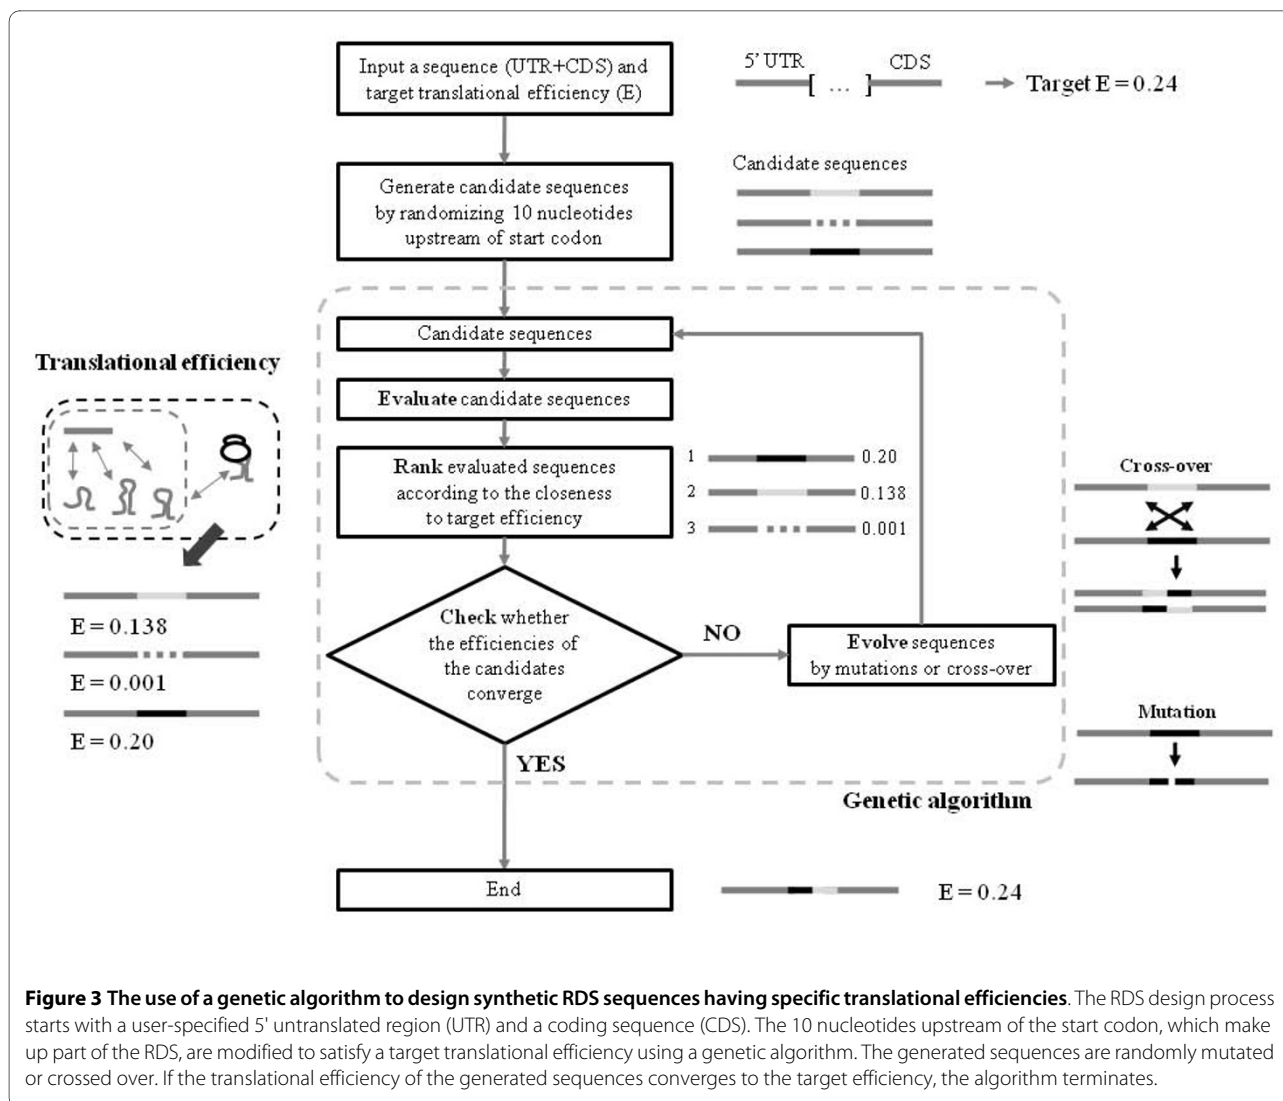 Input a sequence (UTR+CDS) and
target translational efficiency (E)
5' UTR
CDS
[ ... ]
Target E = 0.24
Generate candidate sequences
by randomizing 10 nucleotides
upstream of start codon
Candidate sequences
Candidate sequences
Evaluate candidate sequences
Rank evaluated sequences
according to the closeness
to target efficiency
1
0.20
2
0.138
3
0.001
Translational efficiency
E = 0.138
E = 0.001
E = 0.20
Check whether
the efficiencies of
the candidates
converge
NO
YES
Evolve sequences
by mutations or cross-over
Cross-over
Mutation
Genetic algorithm
End
E = 0.24
Figure 3 The use of a genetic algorithm to design synthetic RDS sequences having specific translational efficiencies. The RDS design process
starts with a user-specified 5' untranslated region (UTR) and a coding sequence (CDS). The 10 nucleotides upstream of the start codon, which make
up part of the RDS, are modified to satisfy a target translational efficiency using a genetic algorithm. The generated sequences are randomly mutated
or crossed over. If the translational efficiency of the generated sequences converges to the target efficiency, the algorithm terminates.